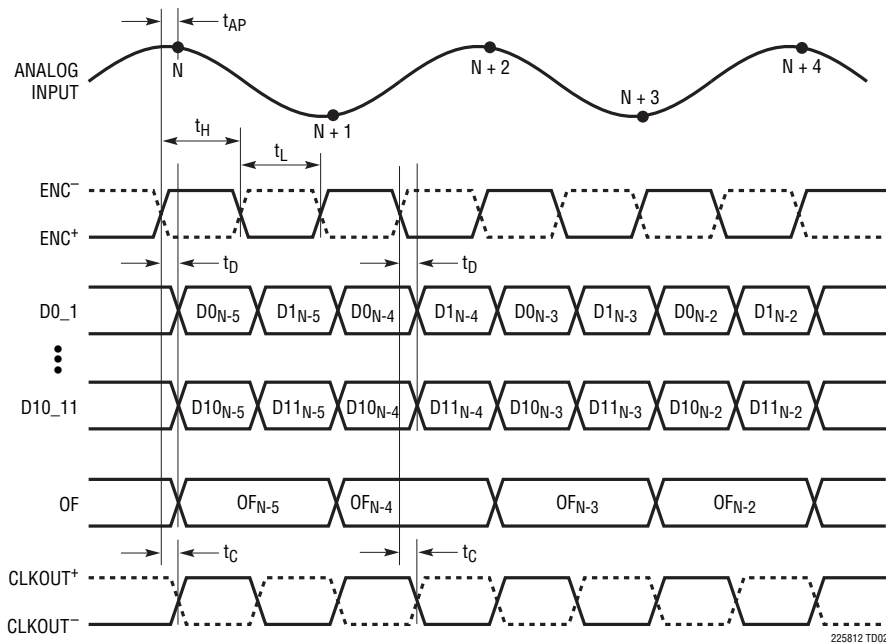 tAP
ANALOG
INPUT
N
N + 1
N + 2
N + 3
N + 4
tH
tL
ENC–
ENC+
tD
tD
D0_1
D0N-5
D1N-5
D0N-4
D1N-4
D0N-3
D1N-3
D0N-2
D1N-2
D10_11
D10N-5
D11N-5
D10N-4
D11N-4
D10N-3
D11N-3
D10N-2
D11N-2
OF
OFN-5
OFN-4
OFN-3
OFN-2
tC
tC
CLKOUT+
CLKOUT–
225812 TD02